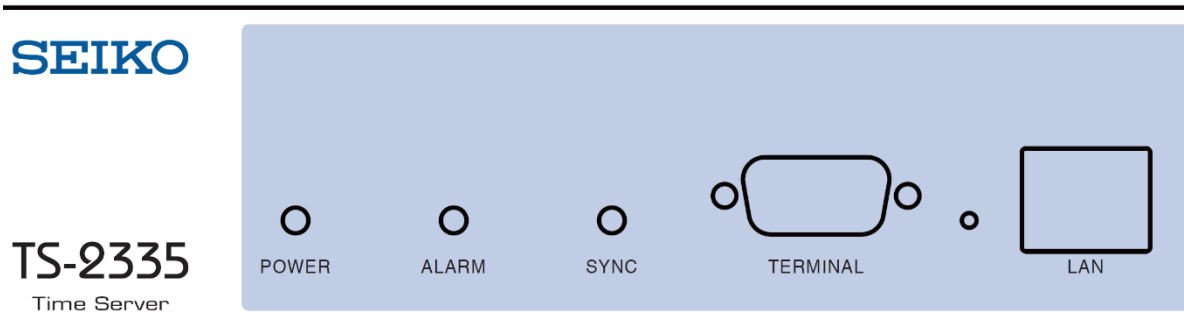 SEIKO
TS-2335
Time Server
POWER
ALARM
SYNC
TERMINAL
LAN